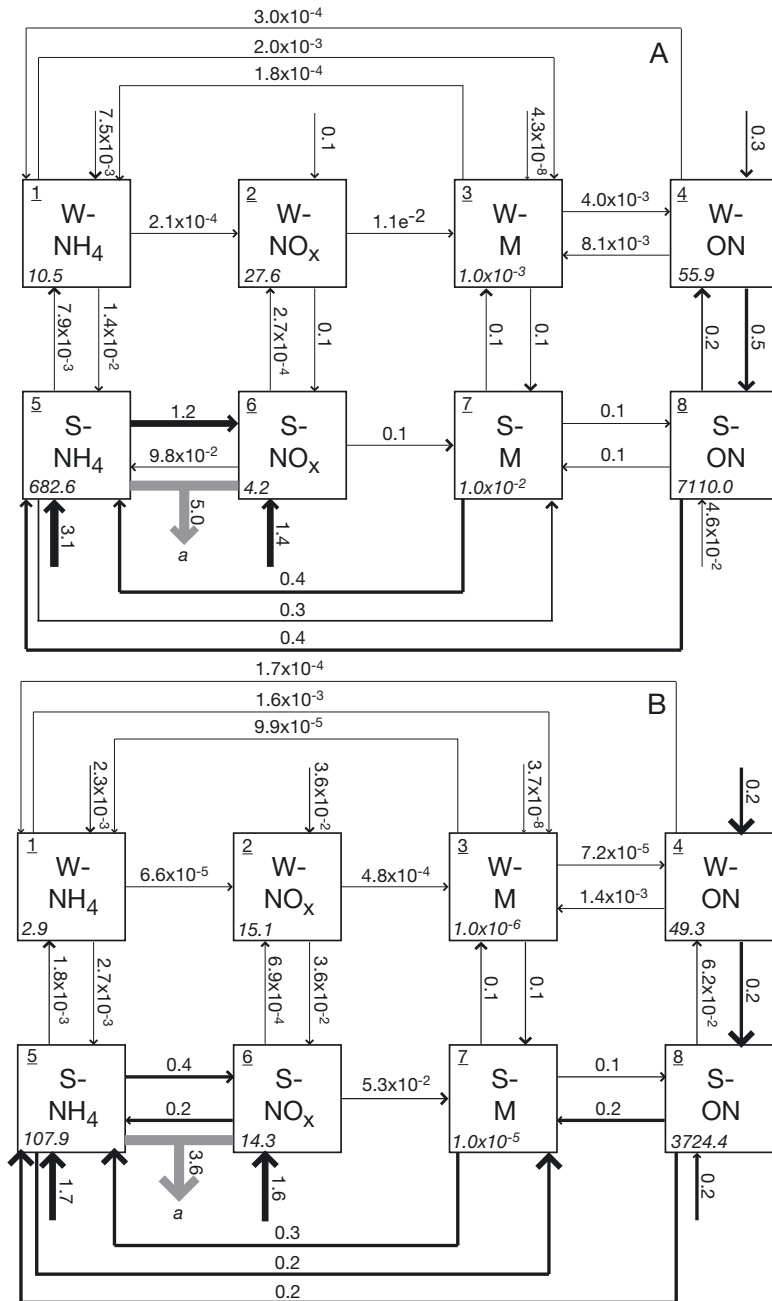 3.0x10-4
A
2.0x10-3
1.8x10-4
7.5x10-3
0.1
4.3x10-8
0.3
1
W-
NH4
10.5
2.1x10-4
2
W-
NOx
27.6
1.1e-2
3
W-
M
1.0x10-3
4.0x10-3
8.1x10-3
4
W-
ON
55.9
7.9x10-3
1.4x10-2
2.7x10-4
0.1
0.1
0.1
0.2
0.5
5
S-
NH4
682.6
1.2
9.8x10-2
6
S-
NOx
4.2
0.1
7
S-
M
1.0x10-2
0.1
0.1
8
S-
ON
7110.0
3.1
5.0
a
1.4
4.6x10-2
0.4
0.3
0.4
1.7x10-4
B
1.6x10-3
9.9x10-5
2.3x10-3
3.6x10-2
3.7x10-8
0.2
1
W-
NH4
2.9
6.6x10-5
2
W-
NOx
15.1
4.8x10-4
3
W-
M
1.0x10-6
7.2x10-5
1.4x10-3
4
W-
ON
49.3
1.8x10-3
2.7x10-3
6.9x10-4
3.6x10-2
0.1
0.1
6.2x10-2
0.2
5
S-
NH4
107.9
0.4
0.2
6
S-
NOx
14.3
5.3x10-2
7
S-
M
1.0x10-5
0.1
0.2
8
S-
ON
3724.4
1.7
3.6
a
1.6
0.2
0.3
0.2
0.2